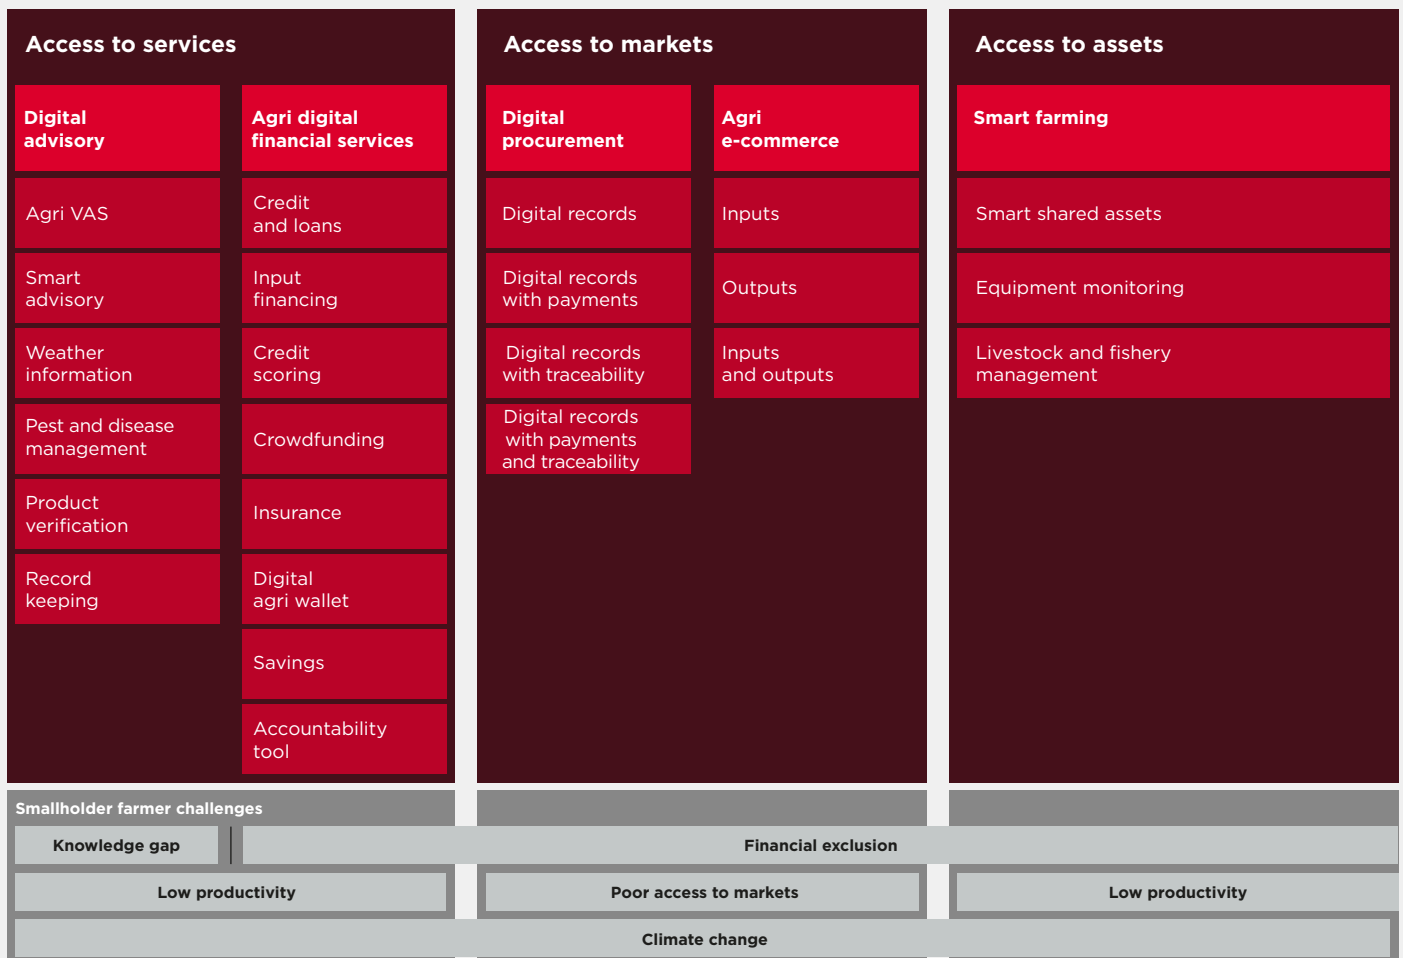 Access to services
Digital
advisory
Agri VAS
Smart
advisory
Weather
information
Pest and disease
management
Product
verification
Record
keeping
Agri digital
financial services
Credit
and loans
Input
financing
Credit
scoring
Crowdfunding
Insurance
Digital
agri wallet
Savings
Accountability
tool
Access to markets
Digital
procurement
Digital records
Digital records
with payments
Digital records
with traceability
Digital records
with payments
and traceability
Agri
e-commerce
Inputs
Outputs
Inputs
and outputs
Access to assets
Smart farming
Smart shared assets
Equipment monitoring
Livestock and fishery
management
Smallholder farmer challenges
Knowledge gap
Financial exclusion
Low productivity
Poor access to markets
Low productivity
Climate change